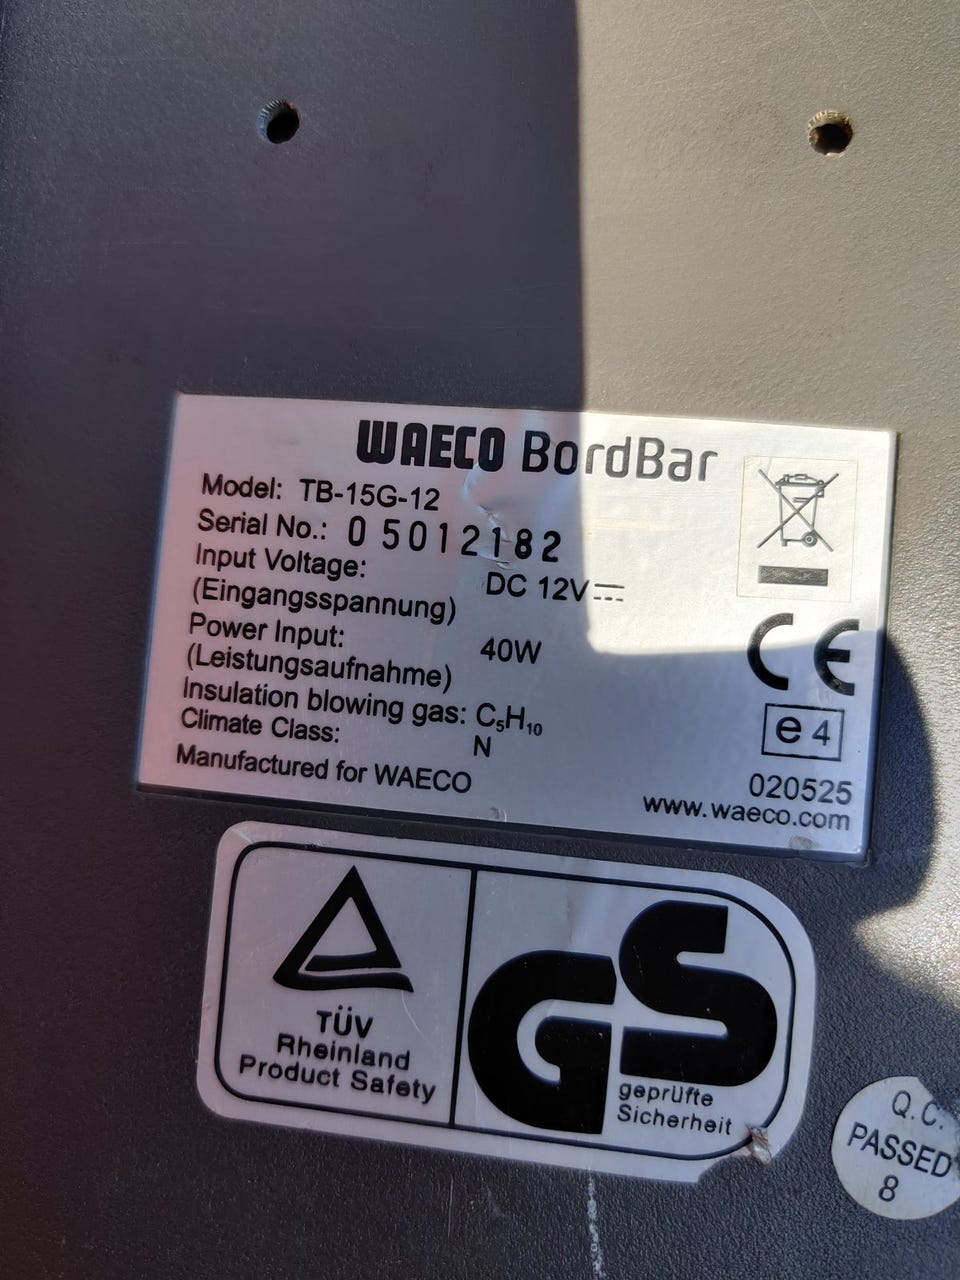 WAECO BordBar
Model: TB-15G-12
Serial No.: 05012182
Input Voltage:
(Eingangsspannung) DC 12V
Power Input:
(Leistungsaufnahme) 40W
Insulation blowing gas: C₅H₁₀
Climate Class: N
Manufactured for WAECO
CE
e4
020525
www.waeco.com
TÜV
Rheinland
Product Safety
GS
geprüfte
Sicherheit
Q.C.
PASSED
8